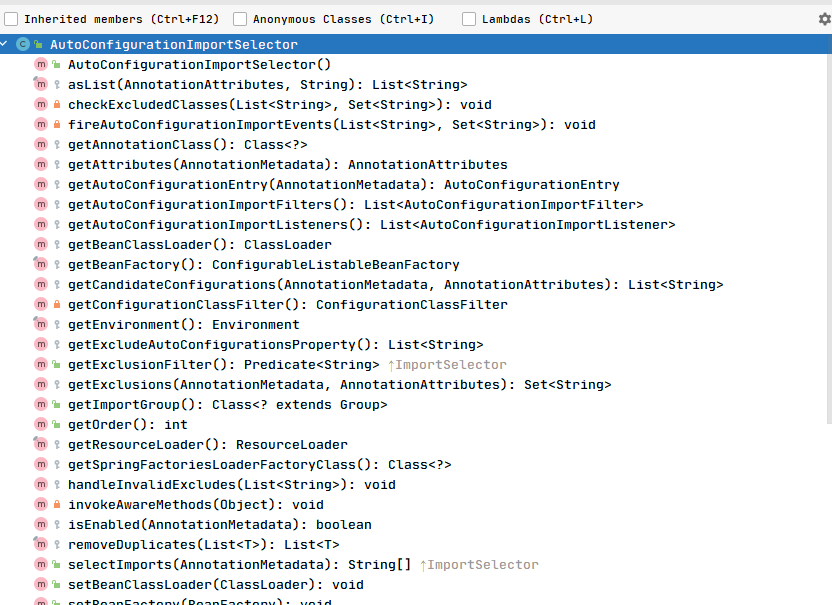 Inherited members (Ctrl+F12) Anonymous Classes (Ctrl+I) Lambdas (Ctrl+L)
AutoConfigurationImportSelector
AutoConfigurationImportSelector()
asList(AnnotationAttributes, String): List<String>
checkExcludedClasses(List<String>, Set<String>): void
fireAutoConfigurationImportEvents(List<String>, Set<String>): void
getAnnotationClass(): Class<?>
getAttributes(AnnotationMetadata): AnnotationAttributes
getAutoConfigurationEntry(AnnotationMetadata): AutoConfigurationEntry
getAutoConfigurationImportFilters(): List<AutoConfigurationImportFilter>
getAutoConfigurationImportListeners(): List<AutoConfigurationImportListener>
getBeanClassLoader(): ClassLoader
getBeanFactory(): ConfigurableListableBeanFactory
getCandidateConfigurations(AnnotationMetadata, AnnotationAttributes): List<String>
getConfigurationClassFilter(): ConfigurationClassFilter
getEnvironment(): Environment
getExcludeAutoConfigurationsProperty(): List<String>
getExclusionFilter(): Predicate<String> ↑ImportSelector
getExclusions(AnnotationMetadata, AnnotationAttributes): Set<String>
getImportGroup(): Class<? extends Group>
getOrder(): int
getResourceLoader(): ResourceLoader
getSpringFactoriesLoaderFactoryClass(): Class<?>
handleInvalidExcludes(List<String>): void
invokeAwareMethods(Object): void
isEnabled(AnnotationMetadata): boolean
removeDuplicates(List<T>): List<T>
selectImports(AnnotationMetadata): String[] ↑ImportSelector
setBeanClassLoader(ClassLoader): void
setBeanFactory(BeanFactory): void